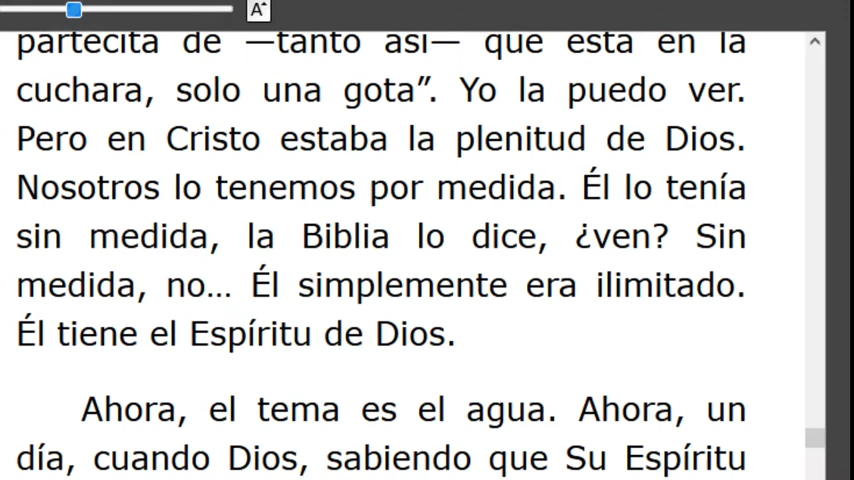 A
partecita de —tanto así— que está en la
cuchara, solo una gota”. Yo la puedo ver.
Pero en Cristo estaba la plenitud de Dios.
Nosotros lo tenemos por medida. Él lo tenía
sin medida, la Biblia lo dice, ¿ven? Sin
medida, no... Él simplemente era ilimitado.
Él tiene el Espíritu de Dios.
Ahora, el tema es el agua. Ahora, un
día, cuando Dios, sabiendo que Su Espíritu